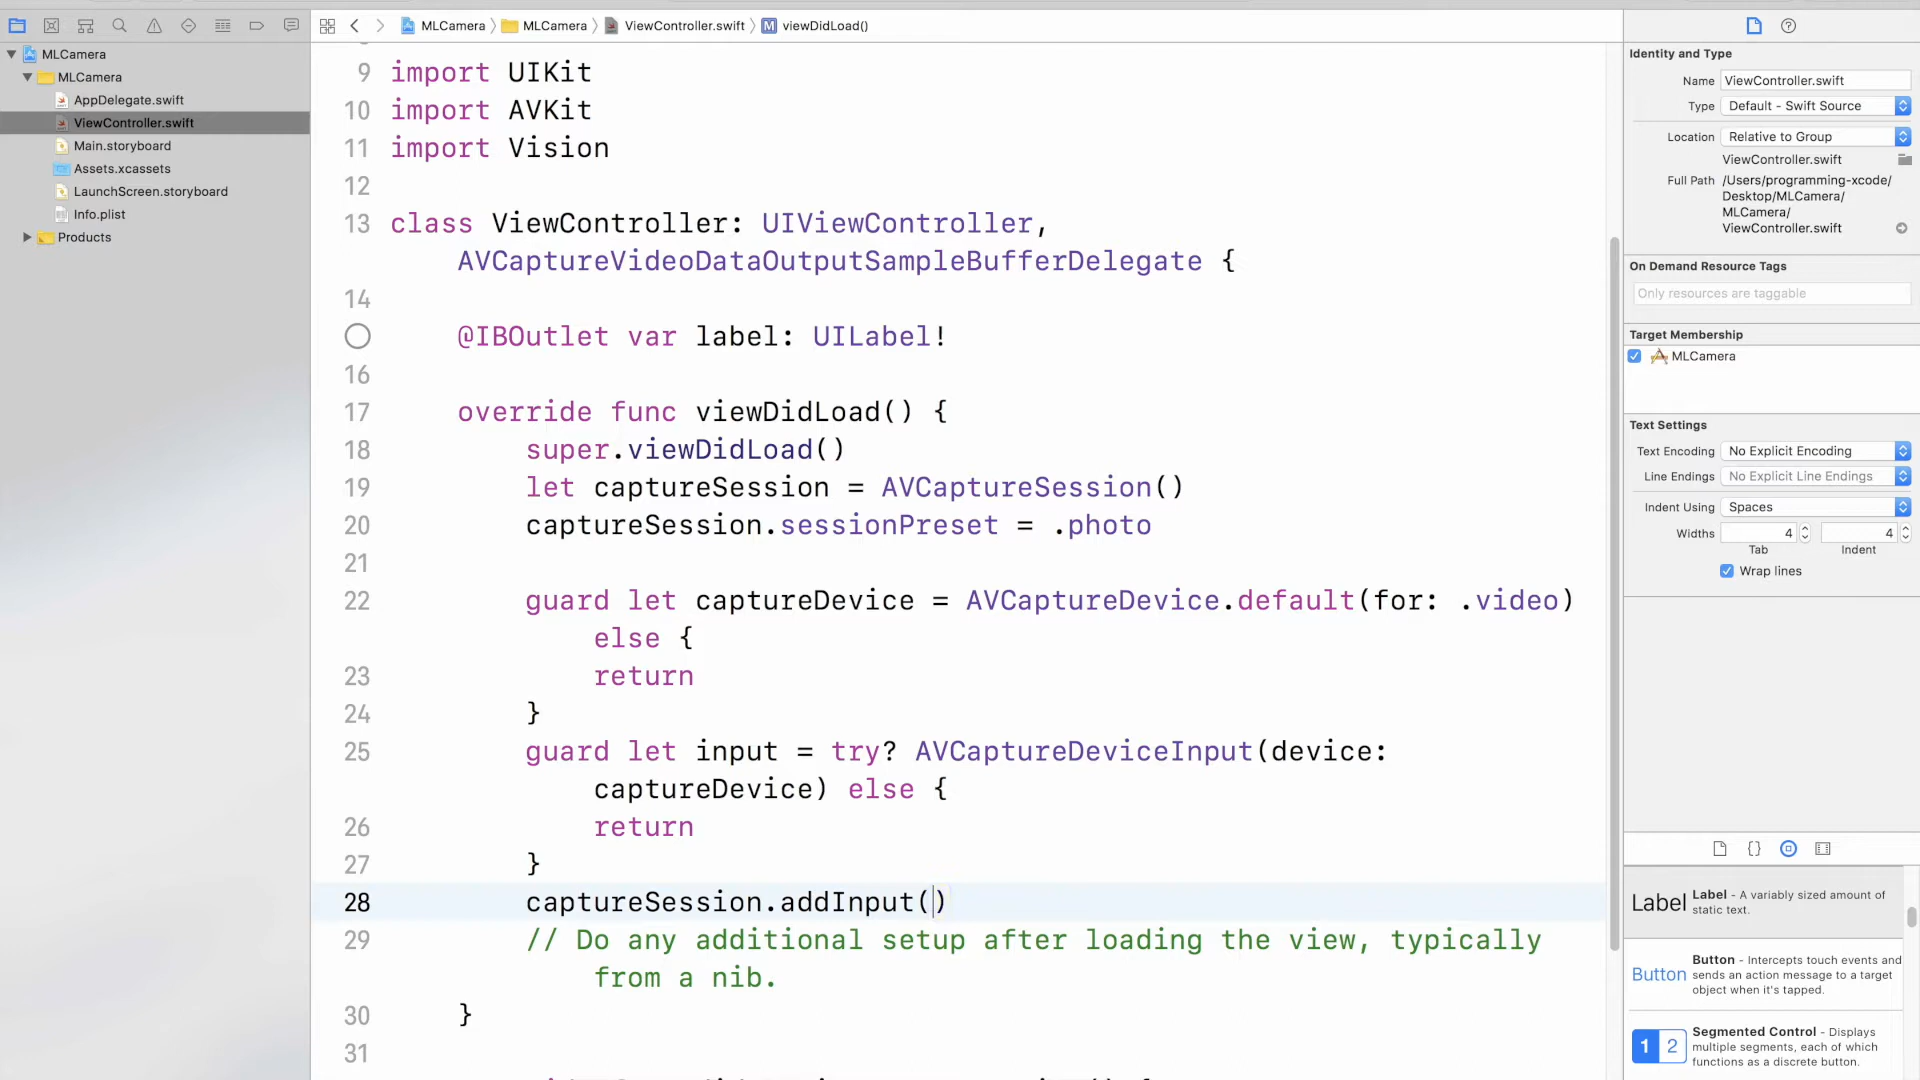 MLCamera
MLCamera
AppDelegate.swift
ViewController.swift
Main.storyboard
Assets.xcassets
LaunchScreen.storyboard
Info.plist
Products
MLCamera
MLCamera
ViewController.swift
M viewDidLoad()
9 import UIKit
10 import AVKit
11 import Vision
12
13 class ViewController: UIViewController,
AVCaptureVideoDataOutputSampleBufferDelegate {
14
@IBOutlet var label: UILabel!
16
17 override func viewDidLoad() {
18 super.viewDidLoad()
19 let captureSession = AVCaptureSession()
20 captureSession.sessionPreset = .photo
21
22 guard let captureDevice = AVCaptureDevice.default(for: .video)
else {
23 return
24 }
25 guard let input = try? AVCaptureDeviceInput(device:
captureDevice) else {
26 return
27 }
28 captureSession.addInput()
29 // Do any additional setup after loading the view, typically
from a nib.
30 }
31
Identity and Type
Name ViewController.swift
Type Default - Swift Source
Location Relative to Group
ViewController.swift
Full Path /Users/programming-xcode/
Desktop/MLCamera/
MLCamera/
ViewController.swift
On Demand Resource Tags
Only resources are taggable
Target Membership
MLCamera
Text Settings
Text Encoding No Explicit Encoding
Line Endings No Explicit Line Endings
Indent Using Spaces
Widths 4 4
Tab Indent
Wrap lines
Label Label - A variably sized amount of
static text.
Button Button - Intercepts touch events and
sends an action message to a target
object when it's tapped.
1 2 Segmented Control - Displays
multiple segments, each of which
functions as a discrete button.